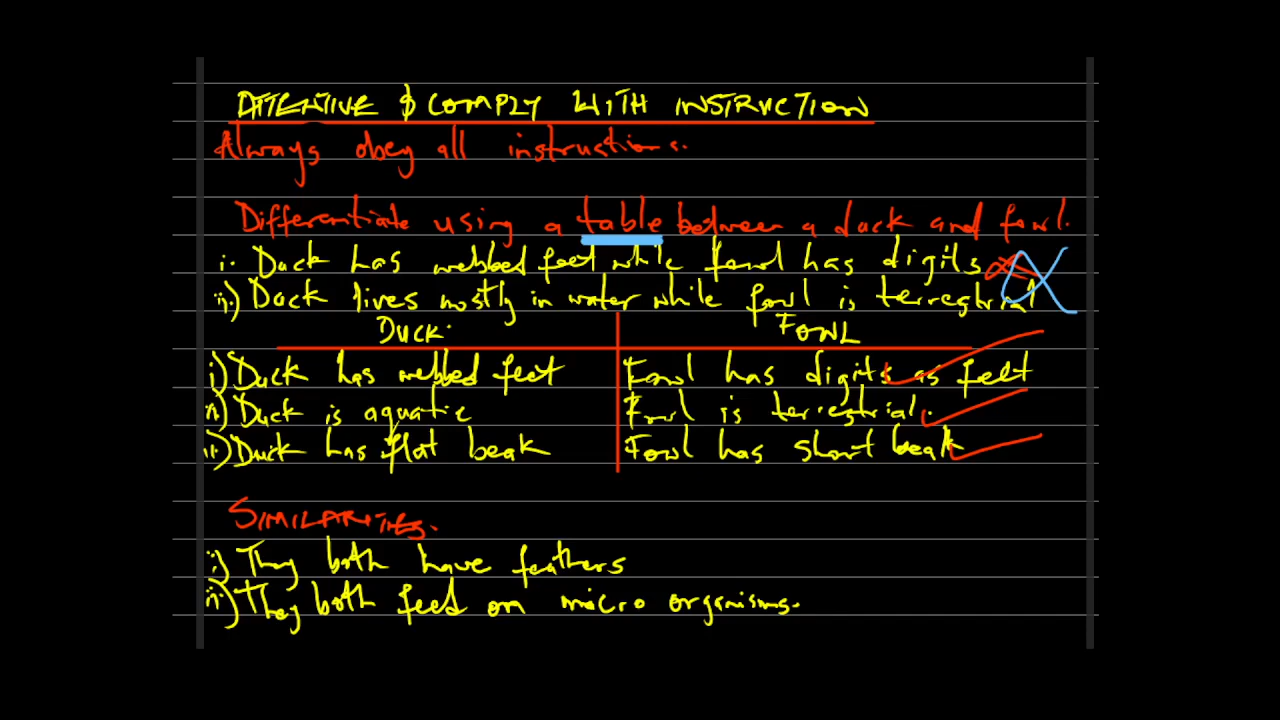 ATTENTIVE & COMPLY WITH INSTRUCTION
Always obey all instructions.
Differentiate using a table between a duck and fowl.
i. Duck has webbed feet while fowl has digits
ii) Duck lives mostly in water while fowl is terrestrial
DUCK. FOWL
i) Duck has webbed feet Fowl has digits as feet
ii) Duck is aquatic Fowl is terrestrial.
iii) Duck has flat beak Fowl has short beak
SIMILARITIES.
i) They both have feathers
ii) They both feed on micro organisms.